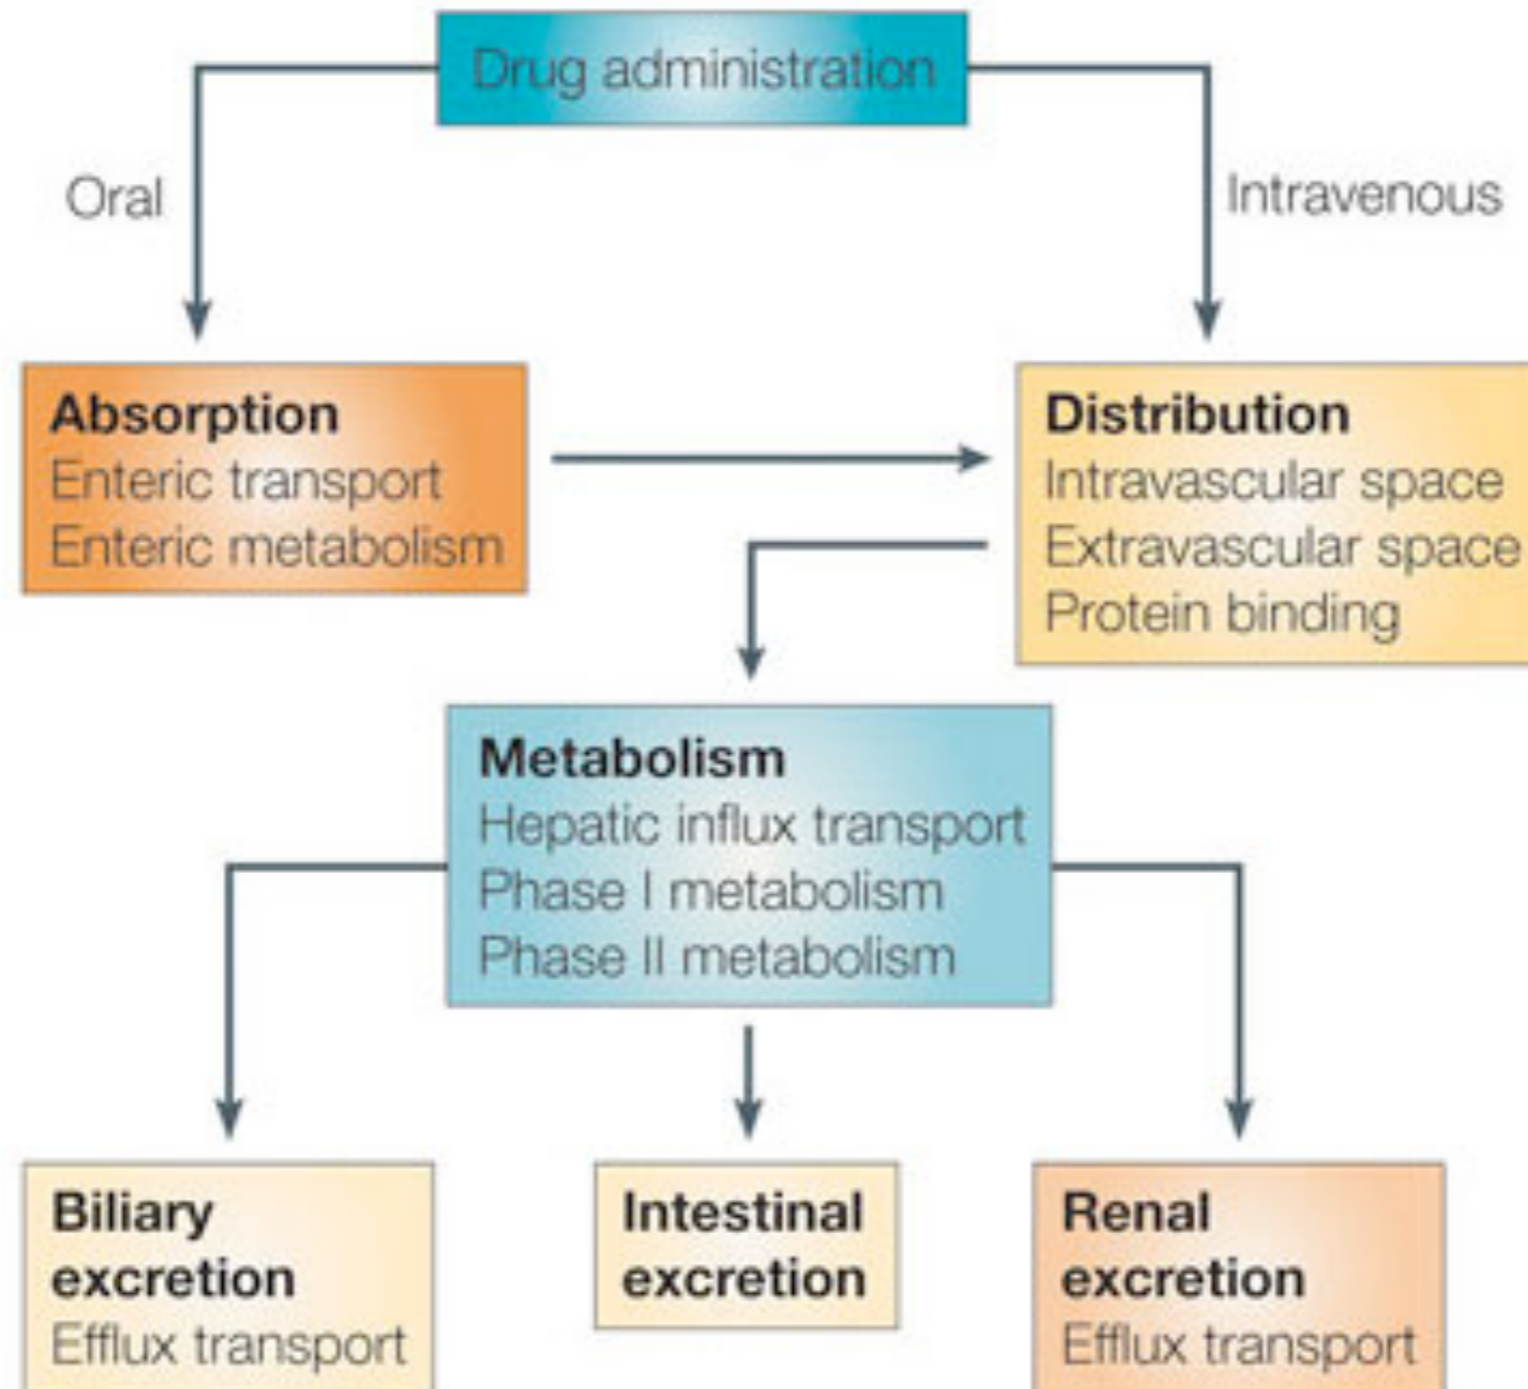 Drug administration
Oral
Intravenous
Absorption
Enteric transport
Enteric metabolism
Distribution
Intravascular space
Extravascular space
Protein binding
Metabolism
Hepatic influx transport
Phase I metabolism
Phase II metabolism
Biliary
excretion
Efflux transport
Intestinal
excretion
Renal
excretion
Efflux transport